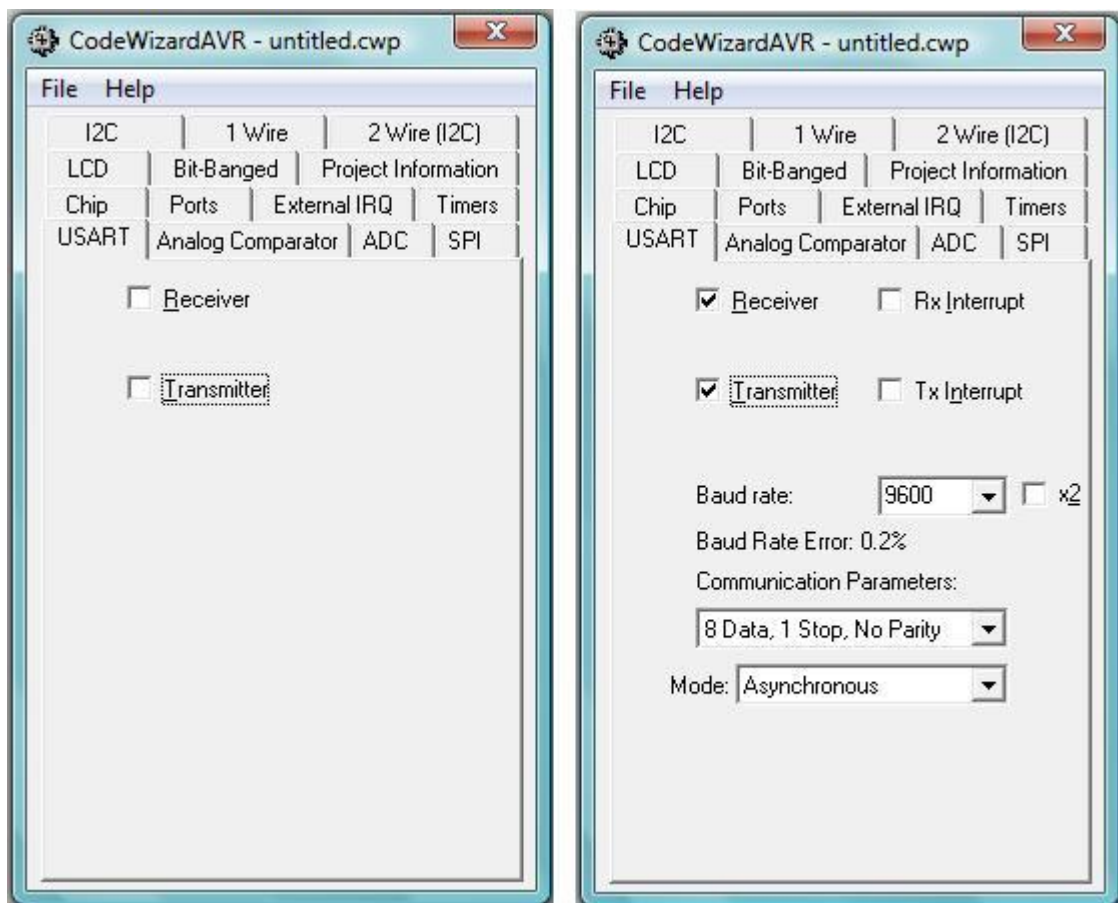 CodeWizardAVR - untitled.cwp
File Help
I2C 1 Wire 2 Wire (I2C)
LCD Bit-Banged Project Information
Chip Ports External IRQ Timers
USART Analog Comparator ADC SPI
Receiver
Transmitter
CodeWizardAVR - untitled.cwp
File Help
I2C 1 Wire 2 Wire (I2C)
LCD Bit-Banged Project Information
Chip Ports External IRQ Timers
USART Analog Comparator ADC SPI
Receiver Rx Interrupt
Transmitter Tx Interrupt
Baud rate: 9600 x2
Baud Rate Error: 0.2%
Communication Parameters:
8 Data, 1 Stop, No Parity
Mode: Asynchronous